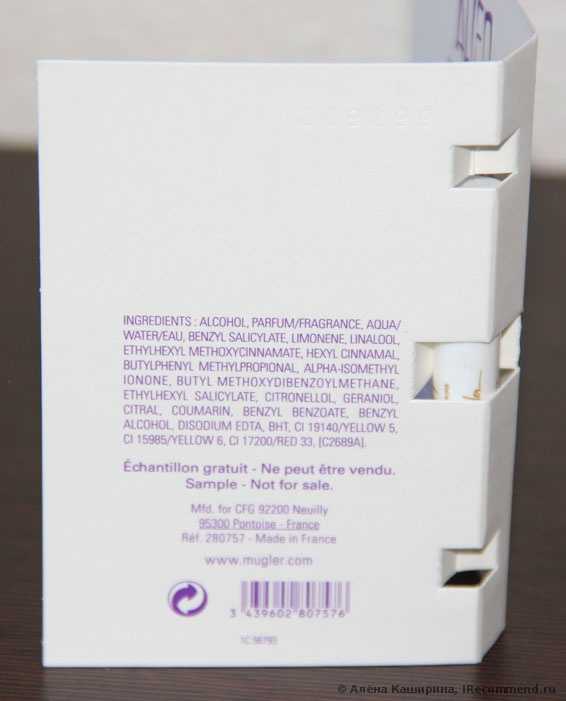 INGREDIENTS : ALCOHOL, PARFUM/FRAGRANCE, AQUA/
WATER/EAU, BENZYL SALICYLATE, LIMONENE, LINALOOL,
ETHYLHEXYL METHOXYCINNAMATE, HEXYL CINNAMAL,
BUTYLPHENYL METHYLPROPIONAL, ALPHA-ISOMETHYL
IONONE, BUTYL METHOXYDIBENZOYLMETHANE,
ETHYLHEXYL SALICYLATE, CITRONELLOL, GERANIOL,
CITRAL, COUMARIN, BENZYL BENZOATE, BENZYL
ALCOHOL, DISODIUM EDTA, BHT, CI 19140/YELLOW 5,
CI 15985/YELLOW 6, CI 17200/RED 33, [C2689A].
Échantillon gratuit - Ne peut être vendu.
Sample - Not for sale.
Mfd. for CFG 92200 Neuilly
95300 Pontoise - France
Réf. 280757 - Made in France
www.mugler.com
3 439602 807576
© Алёна Каширина, IRecommend.ru